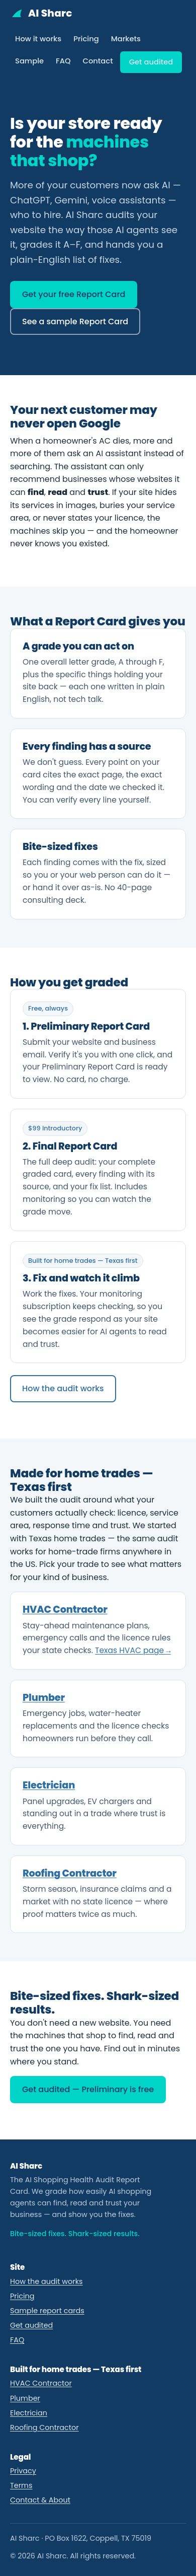 AI Sharc
How it works
Pricing
Markets
Sample
FAQ
Contact
Get audited
Is your store ready
for the machines
that shop?
More of your customers now ask AI —
ChatGPT, Gemini, voice assistants —
who to hire. AI Sharc audits your
website the way those AI agents see
it, grades it A–F, and hands you a
plain-English list of fixes.
Get your free Report Card
See a sample Report Card
Your next customer may
never open Google
When a homeowner's AC dies, more and
more of them ask an AI assistant instead of
searching. The assistant can only
recommend businesses whose websites it
can find, read and trust. If your site hides
its services in images, buries your service
area, or never states your licence, the
machines skip you — and the homeowner
never knows you existed.
What a Report Card gives you
A grade you can act on
One overall letter grade, A through F,
plus the specific things holding your
site back — each one written in plain
English, not tech talk.
Every finding has a source
We don't guess. Every point on your
card cites the exact page, the exact
wording and the date we checked it.
You can verify every line yourself.
Bite-sized fixes
Each finding comes with the fix, sized
so you or your web person can do it —
or hand it over as-is. No 40-page
consulting deck.
How you get graded
Free, always
1. Preliminary Report Card
Submit your website and business
email. Verify it's you with one click, and
your Preliminary Report Card is ready
to view. No card, no charge.
$99 introductory
2. Final Report Card
The full deep audit: your complete
graded card, every finding with its
source, and your fix list. Includes
monitoring so you can watch the
grade move.
Built for home trades — Texas first
3. Fix and watch it climb
Work the fixes. Your monitoring
subscription keeps checking, so you
see the grade respond as your site
becomes easier for AI agents to read
and trust.
How the audit works
Made for home trades —
Texas first
We built the audit around what your
customers actually check: licence, service
area, response time and trust. We started
with Texas home trades — the same audit
works for home-trade firms anywhere in
the US. Pick your trade to see what matters
for your kind of business.
HVAC Contractor
Stay-ahead maintenance plans,
emergency calls and the licence rules
your state checks. Texas HVAC page →
Plumber
Emergency jobs, water-heater
replacements and the licence checks
homeowners run before they call.
Electrician
Panel upgrades, EV chargers and
standing out in a trade where trust is
everything.
Roofing Contractor
Storm season, insurance claims and a
market with no state licence — where
proof matters twice as much.
Bite-sized fixes. Shark-sized
results.
You don't need a new website. You need
the machines that shop to find, read and
trust the one you have. Find out in minutes
where you stand.
Get audited — Preliminary is free
AI Sharc
The AI Shopping Health Audit Report
Card. We grade how easily AI shopping
agents can find, read and trust your
business — and show you the fixes.
Bite-sized fixes. Shark-sized results.
Site
How the audit works
Pricing
Sample report cards
Get audited
FAQ
Built for home trades — Texas first
HVAC Contractor
Plumber
Electrician
Roofing Contractor
Legal
Privacy
Terms
Contact & About
AI Sharc · PO Box 1622, Coppell, TX 75019
© 2026 AI Sharc. All rights reserved.